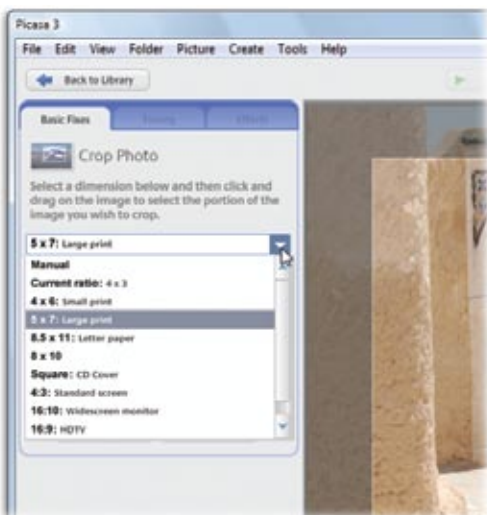 Picasa 3
File Edit View Folder Picture Create Tools Help
Back to Library
Basic Fixes Tuning Effects
Crop Photo
Select a dimension below and then click and
drag on the image to select the portion of the
image you wish to crop.
5 x 7: Large print
Manual
Current ratio: 4 x 3
4 x 6: Small print
5 x 7: Large print
8.5 x 11: Letter paper
8 x 10
Square: CD Cover
4:3: Standard screen
16:10: Widescreen monitor
16:9: HDTV